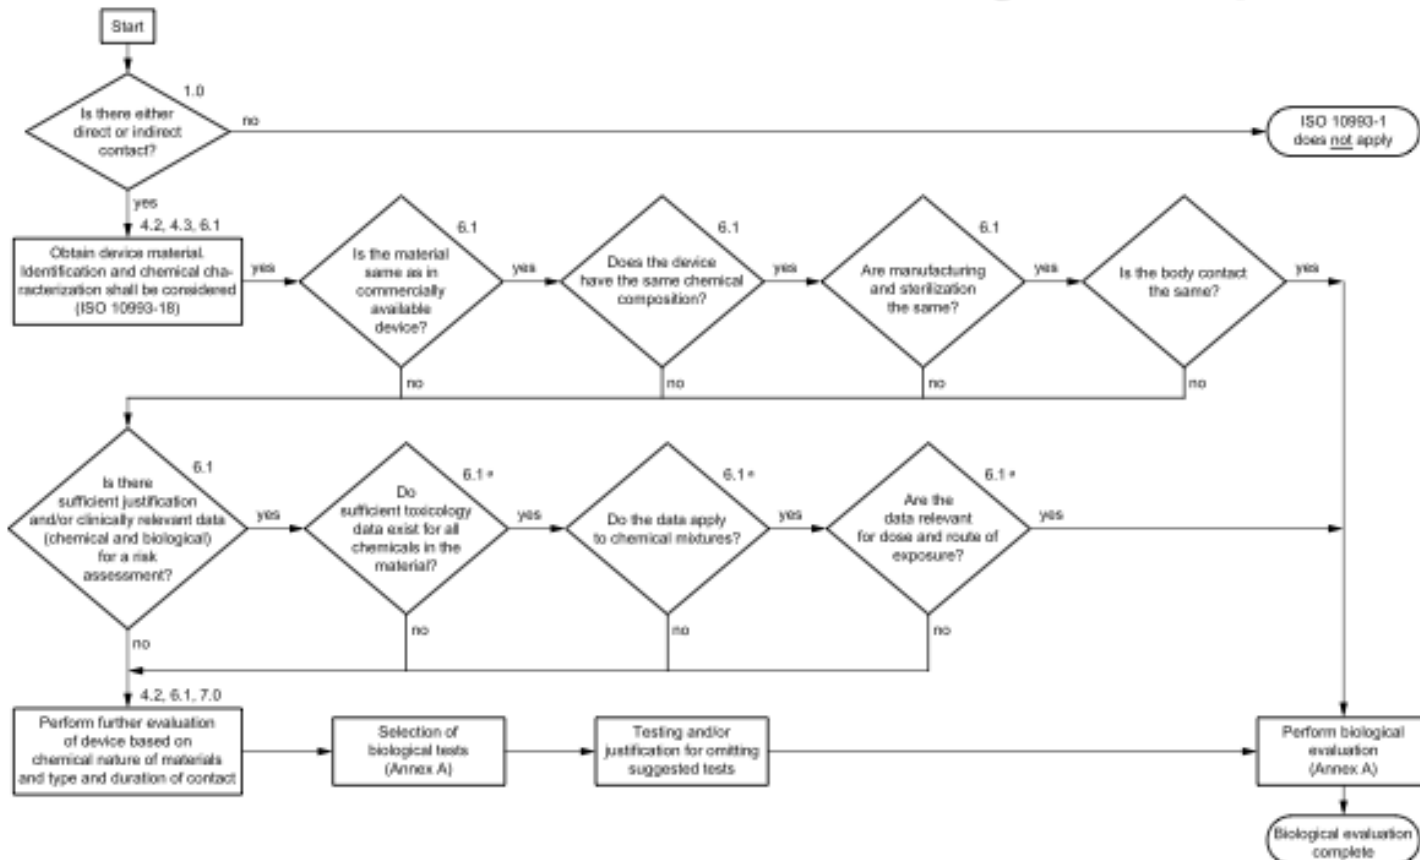 Start
1.0
Is there either
direct or indirect
contact?
no
ISO 10993-1
does not apply
yes
4.2, 4.3, 6.1
Obtain device material.
Identification and chemical cha-
racterization shall be considered
(ISO 10993-18)
yes
6.1
Is the material
same as in
commercially
available
device?
yes
6.1
Does the device
have the same chemical
composition?
yes
6.1
Are manufacturing
and sterilization
the same?
yes
Is the body contact
the same?
yes
no
no
no
no
6.1
Is there
sufficient justification
and/or clinically relevant data
(chemical and biological)
for a risk
assessment?
yes
6.1 a
Do
sufficient toxicology
data exist for all
chemicals in the
material?
yes
6.1 a
Do the data apply
to chemical mixtures?
yes
6.1 a
Are the
data relevant
for dose and route of
exposure?
yes
no
no
no
no
4.2, 6.1, 7.0
Perform further evaluation
of device based on
chemical nature of materials
and type and duration of contact
Selection of
biological tests
(Annex A)
Testing and/or
justification for omitting
suggested tests
Perform biological
evaluation
(Annex A)
Biological evaluation
complete